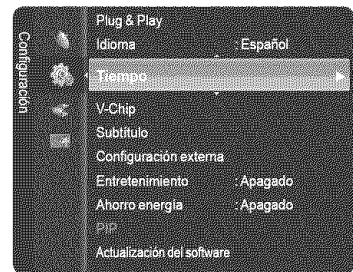 Configuración
Plug & Play
Idioma : Español
Tiempo
V-Chip
Subtítulo
Configuración externa
Entretenimiento : Apagado
Ahorro energía : Apagado
PIP
Actualización del software